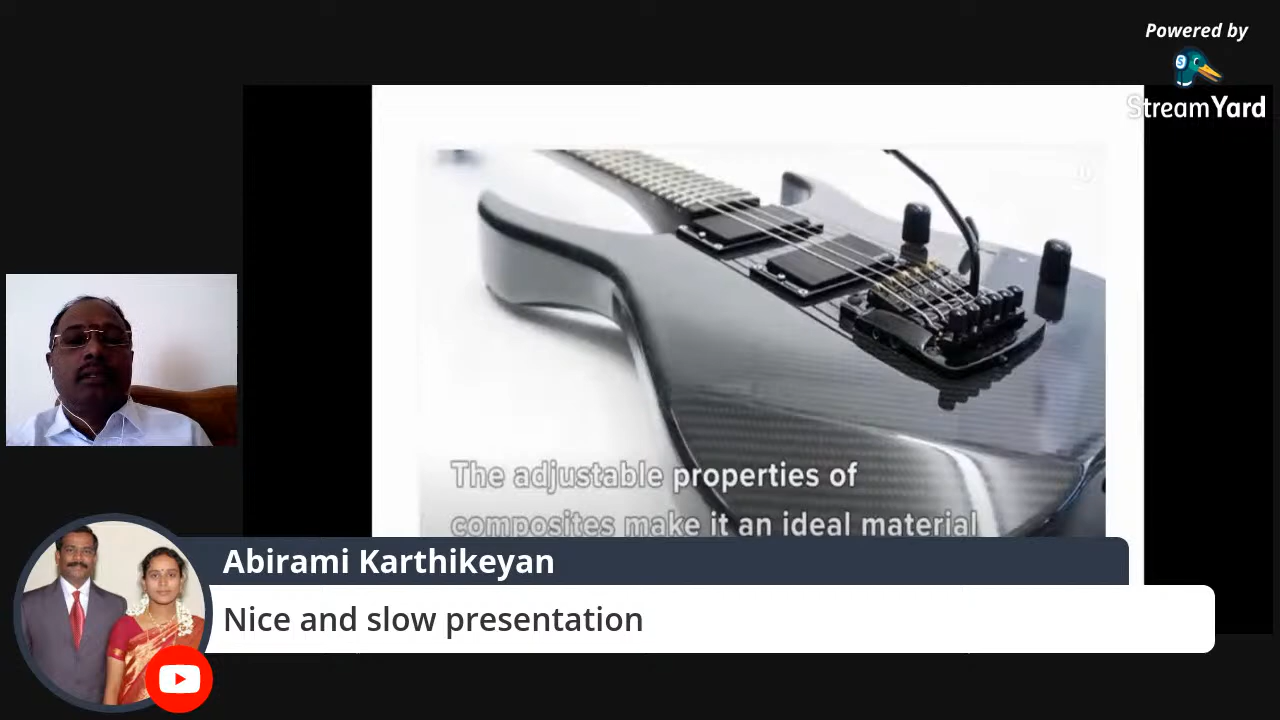 Powered by
StreamYard
The adjustable properties of
composites make it an ideal material
Abirami Karthikeyan
Nice and slow presentation